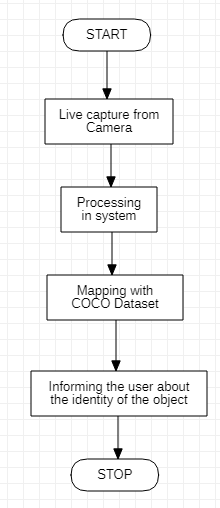 START
Live capture from
Camera
Processing
in system
Mapping with
COCO Dataset
Informing the user about
the identity of the object
STOP